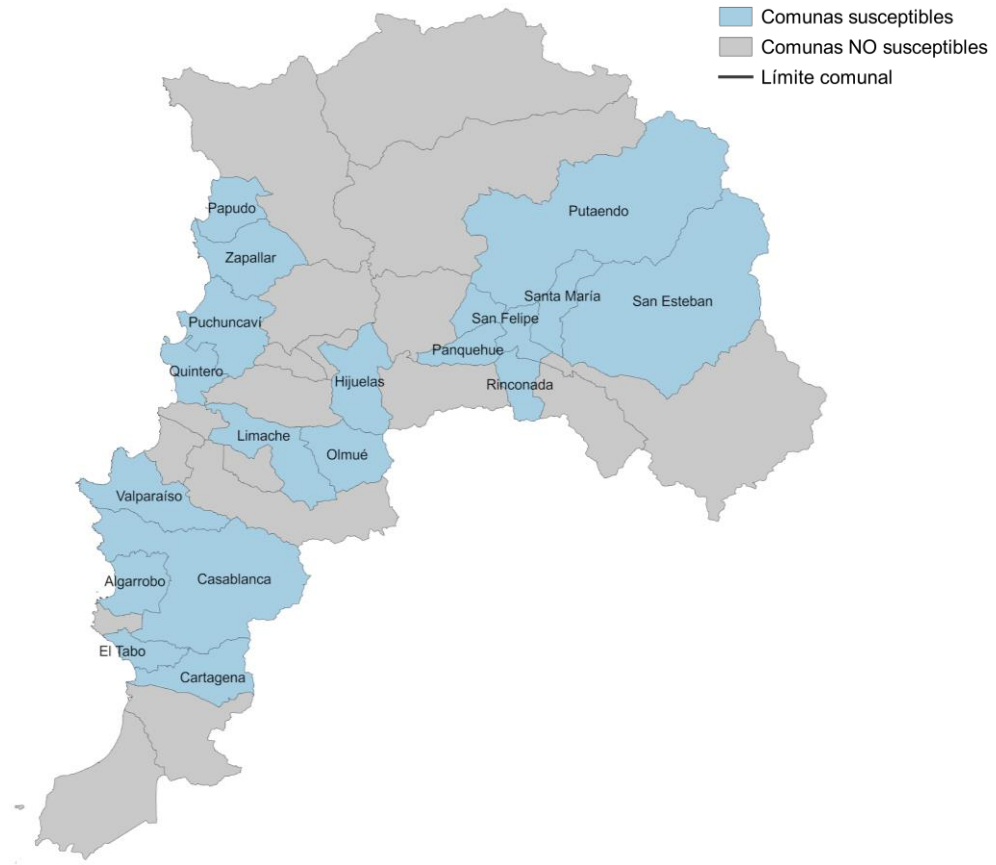 Comunas susceptibles
Comunas NO susceptibles
Límite comunal
Papudo
Putaendo
Zapallar
Santa María
San Esteban
San Felipe
Puchuncaví
Panquehue
Quintero
Hijuelas
Rinconada
Limache
Olmué
Valparaíso
Algarrobo
Casablanca
El Tabo
Cartagena